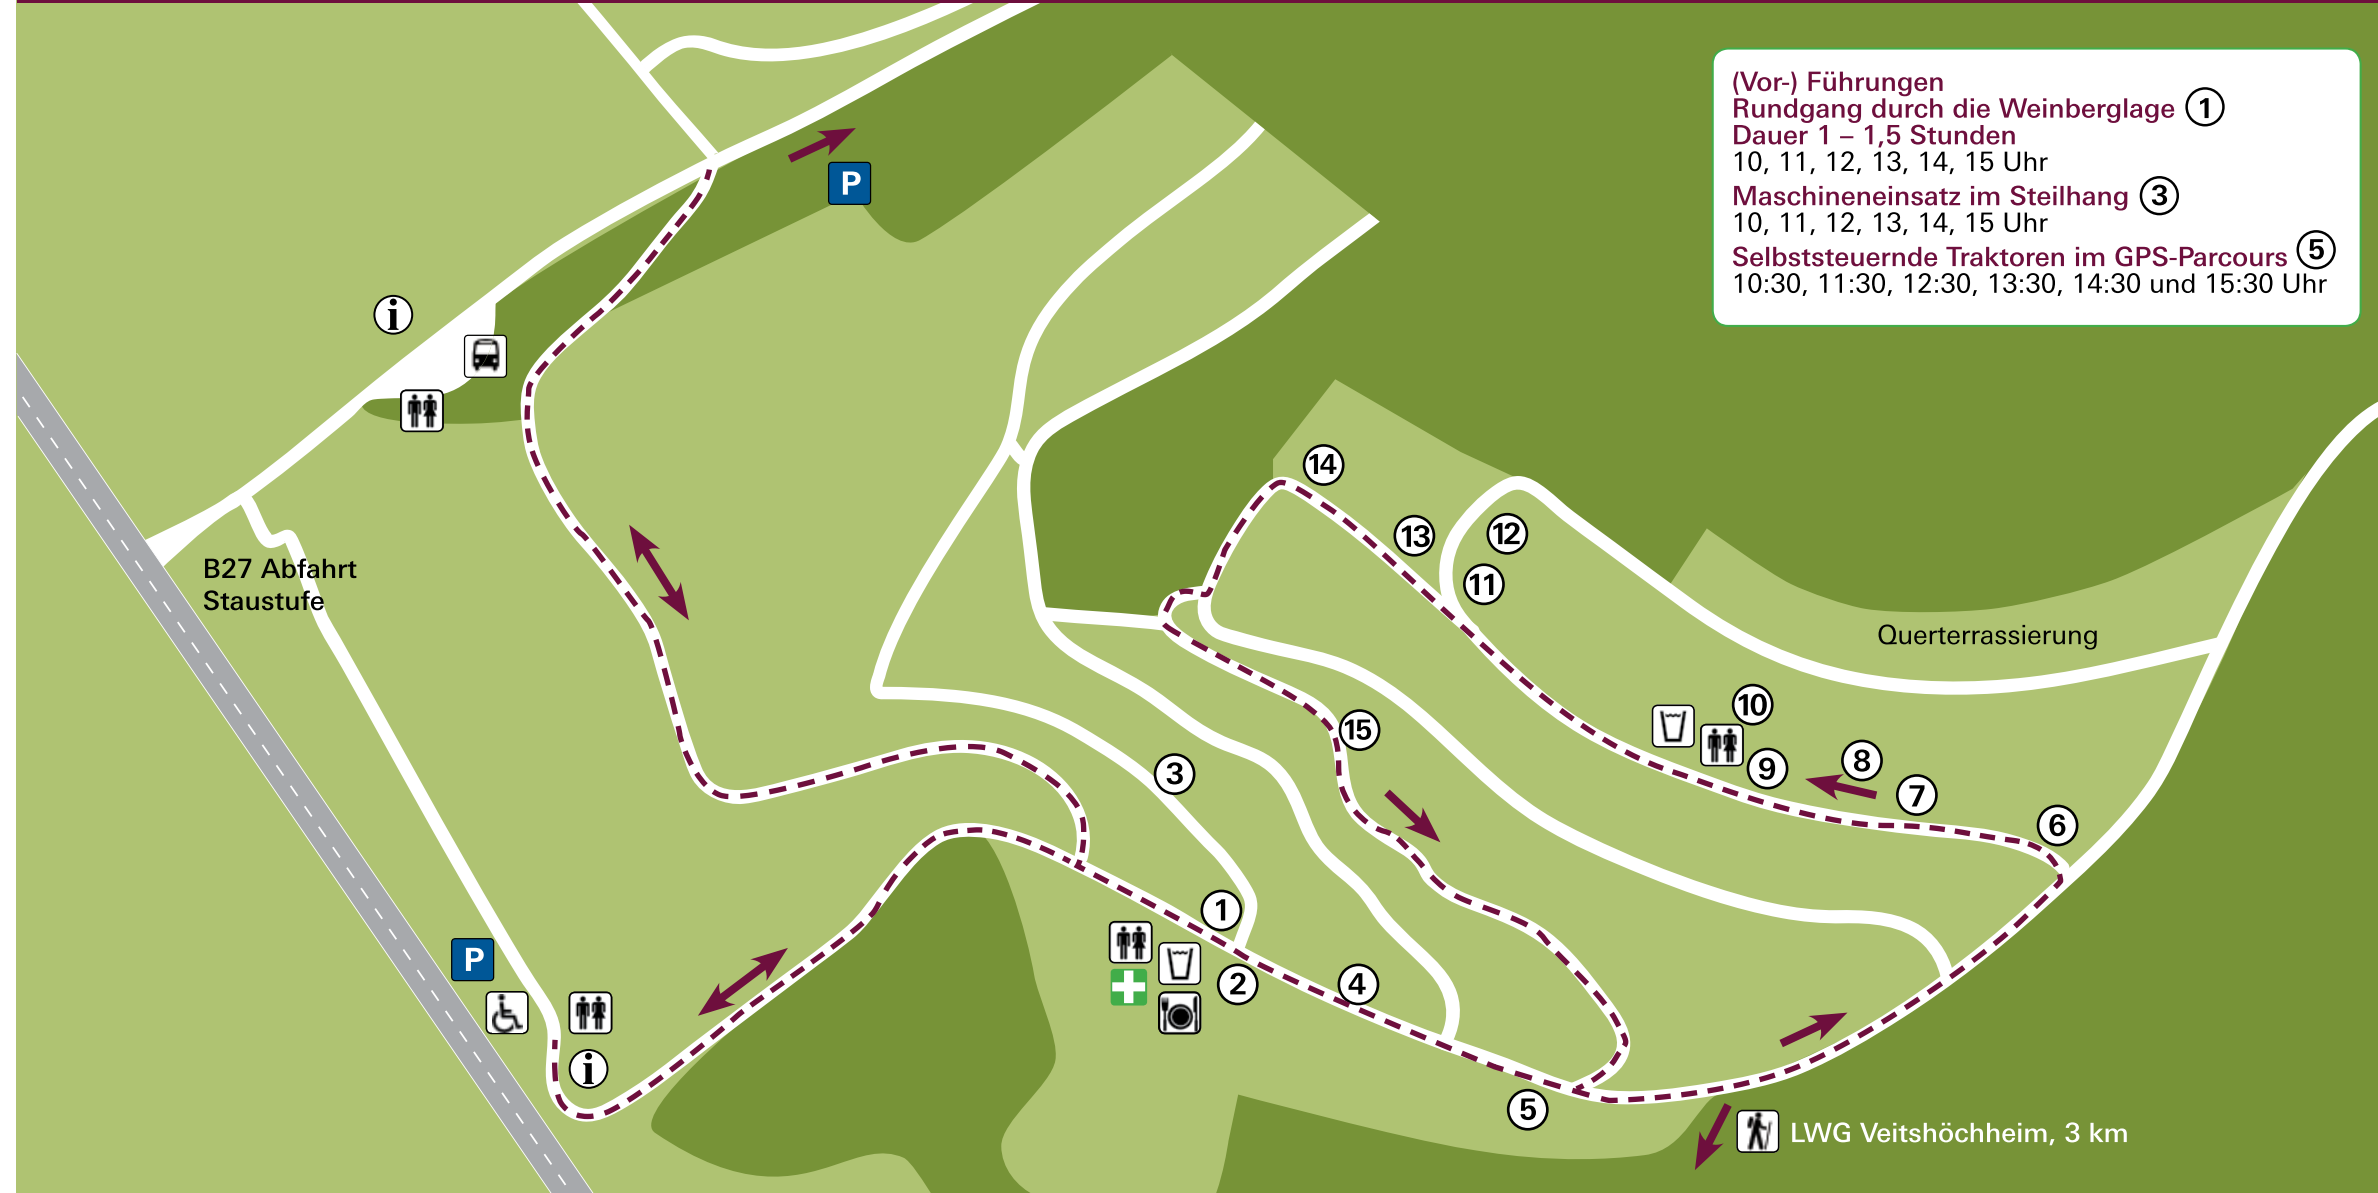 (Vor-) Führungen
Rundgang durch die Weinberglage 1
Dauer 1 – 1,5 Stunden
10, 11, 12, 13, 14, 15 Uhr
Maschineneinsatz im Steilhang 3
10, 11, 12, 13, 14, 15 Uhr
Selbststeuernde Traktoren im GPS-Parcours 5
10:30, 11:30, 12:30, 13:30, 14:30 und 15:30 Uhr
P
i
14
13
12
11
B27 Abfahrt
Staustufe
Querterrassierung
10
15
3
9
8
7
6
1
2
4
P
i
5
LWG Veitshöchheim, 3 km